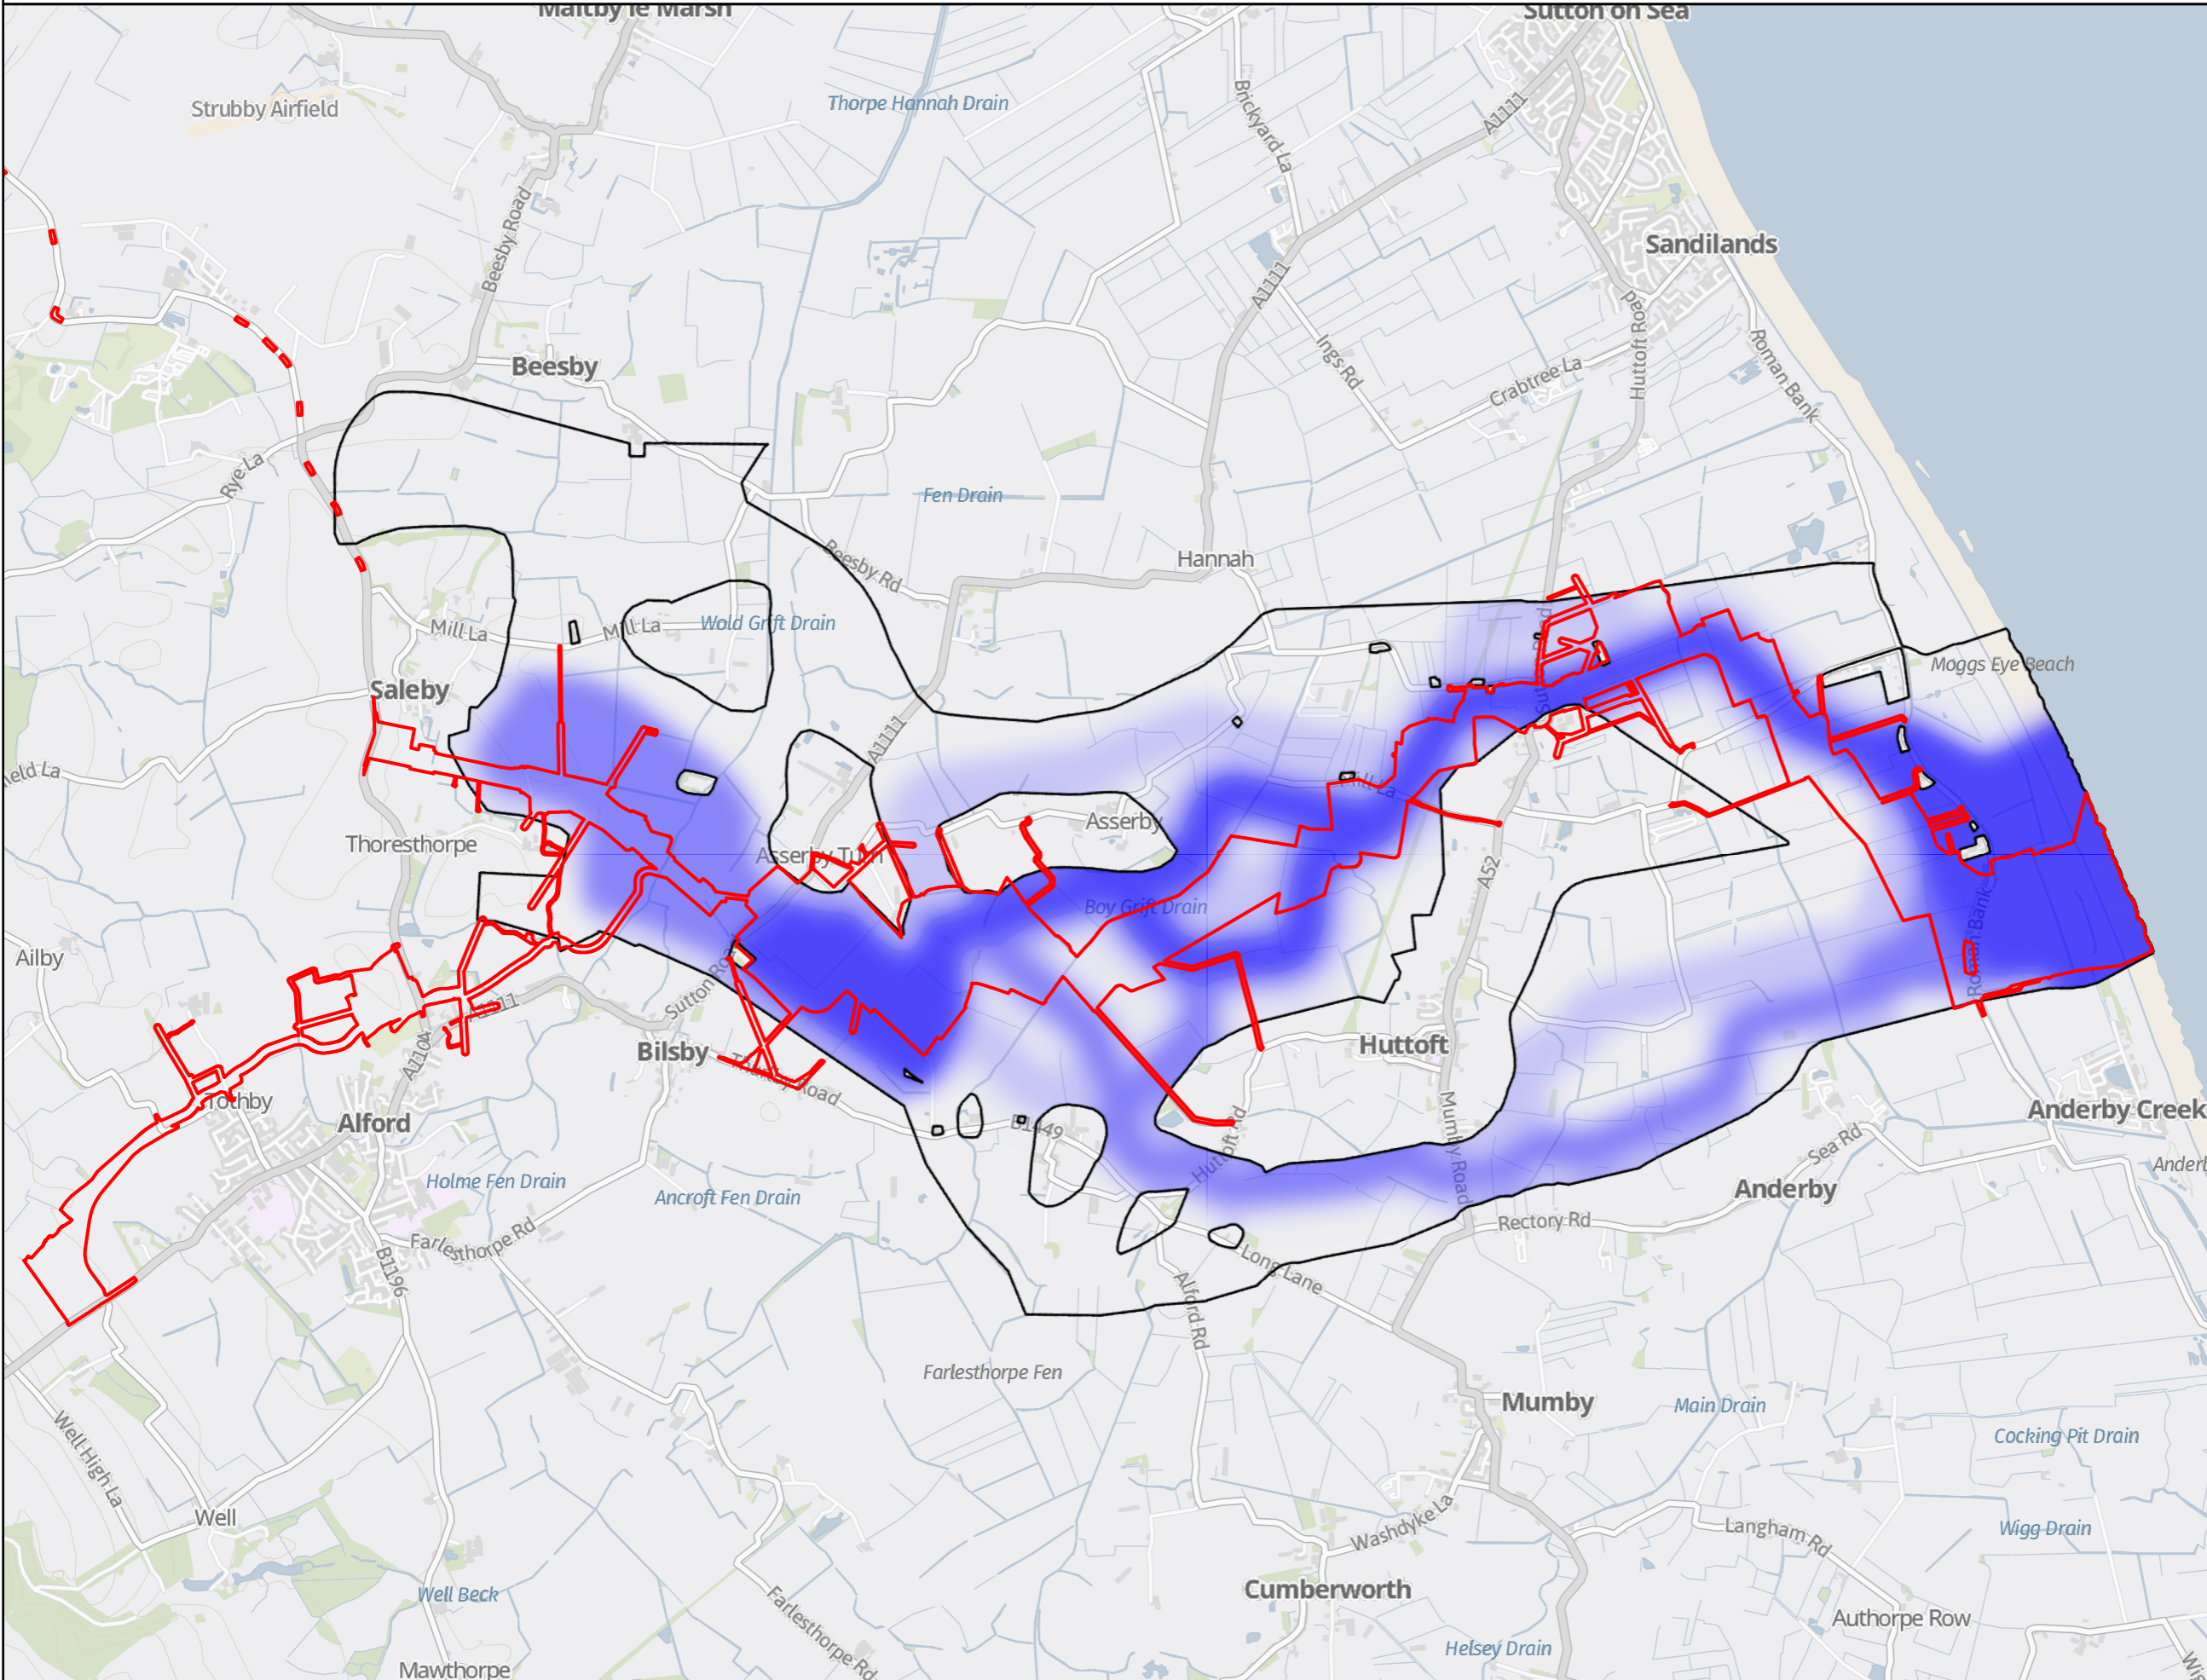 Maltby le Marsh
Sutton on Sea
Strubby Airfield
Thorpe Hannah Drain
Brickyard La
A1111
Beesby Road
Sandilands
A1111
Huttoft Road
Roman Bank
Beesby
Ings Rd
Crabtree La
Rye La
Fen Drain
Beesby Rd
Hannah
Mill La
Mill La
Wold Grift Drain
Moggs Eye Beach
Saleby
A1111
Mill La
Thoresthorpe
Asserby Turn
Asserby
A52
Boy Grift Drain
Ailby
Sutton Road
Roman Bank
A1111
A1104
Bilsby
Thurlby Road
Huttoft
Tothby
Alford
B1449
Huttoft Rd
Mumby Road
Anderby Creek
Sea Rd
Holme Fen Drain
Ancroft Fen Drain
Anderby
Farlesthorpe Rd
Rectory Rd
B1196
Long Lane
Alford Rd
Farlesthorpe Fen
Mumby
Main Drain
Well High La
Cocking Pit Drain
Well
Washdyke La
Langham Rd
Wigg Drain
Well Beck
Cumberworth
Farlesthorpe Rd
Authorpe Row
Helsey Drain
Mawthorpe